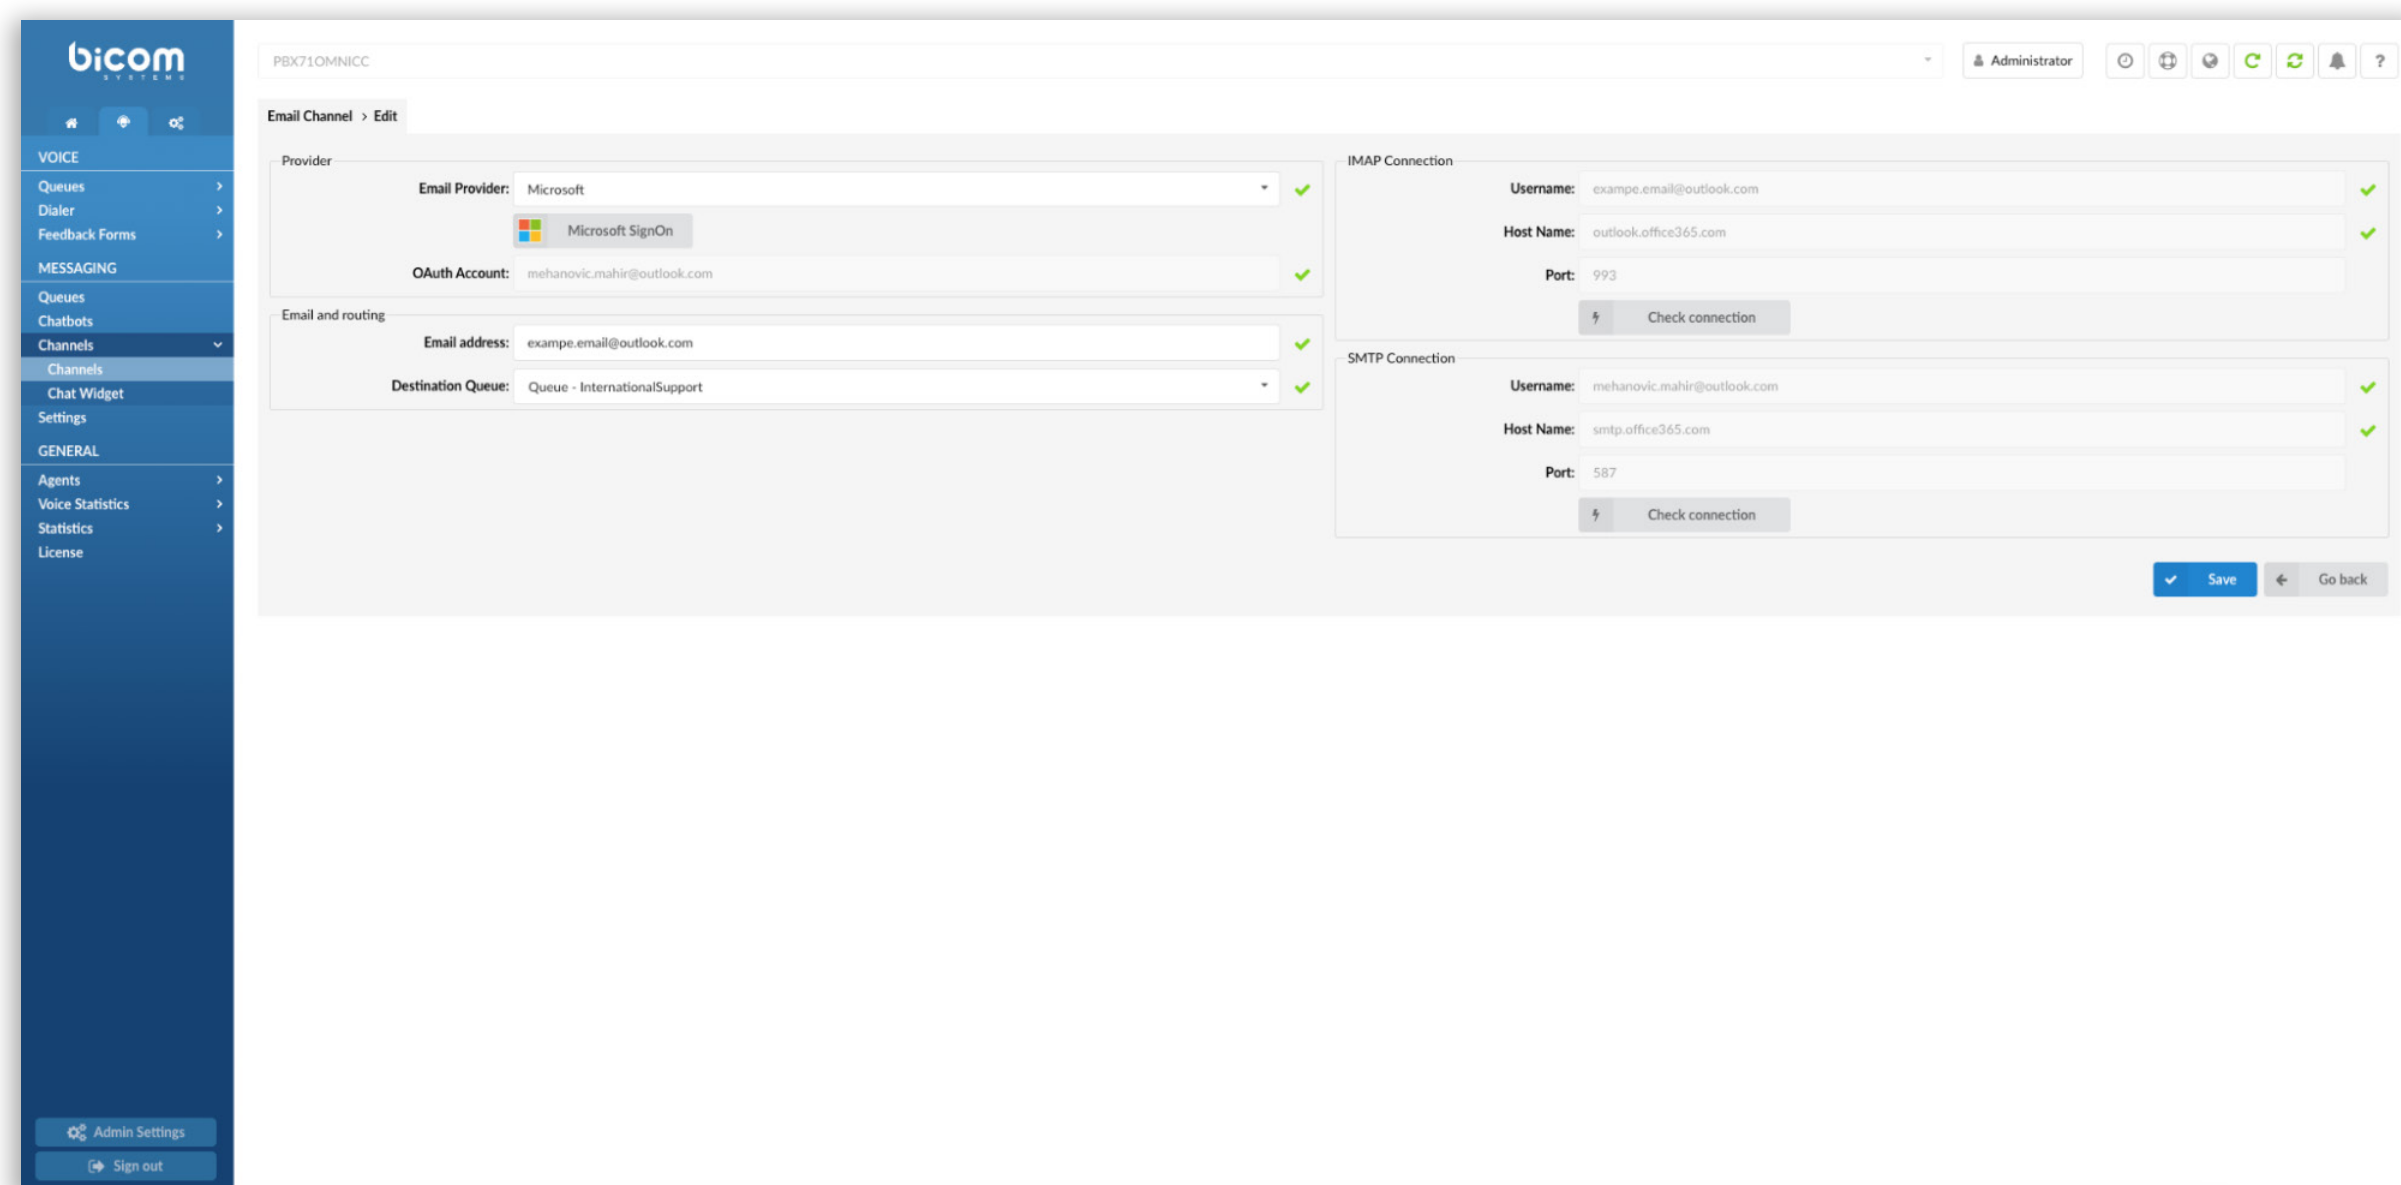 bicom
SYSTEMS
PBX71OMNICC
Administrator
?
Email Channel > Edit
VOICE
Queues
Dialer
Feedback Forms
MESSAGING
Queues
Chatbots
Channels
Channels
Chat Widget
Settings
GENERAL
Agents
Voice Statistics
Statistics
License
Admin Settings
Sign out
Provider
Email Provider: Microsoft
Microsoft SignOn
OAuth Account: mehanovic.mahir@outlook.com
Email and routing
Email address: exampe.email@outlook.com
Destination Queue: Queue - InternationalSupport
IMAP Connection
Username: exampe.email@outlook.com
Host Name: outlook.office365.com
Port: 993
Check connection
SMTP Connection
Username: mehanovic.mahir@outlook.com
Host Name: smtp.office365.com
Port: 587
Check connection
Save
Go back